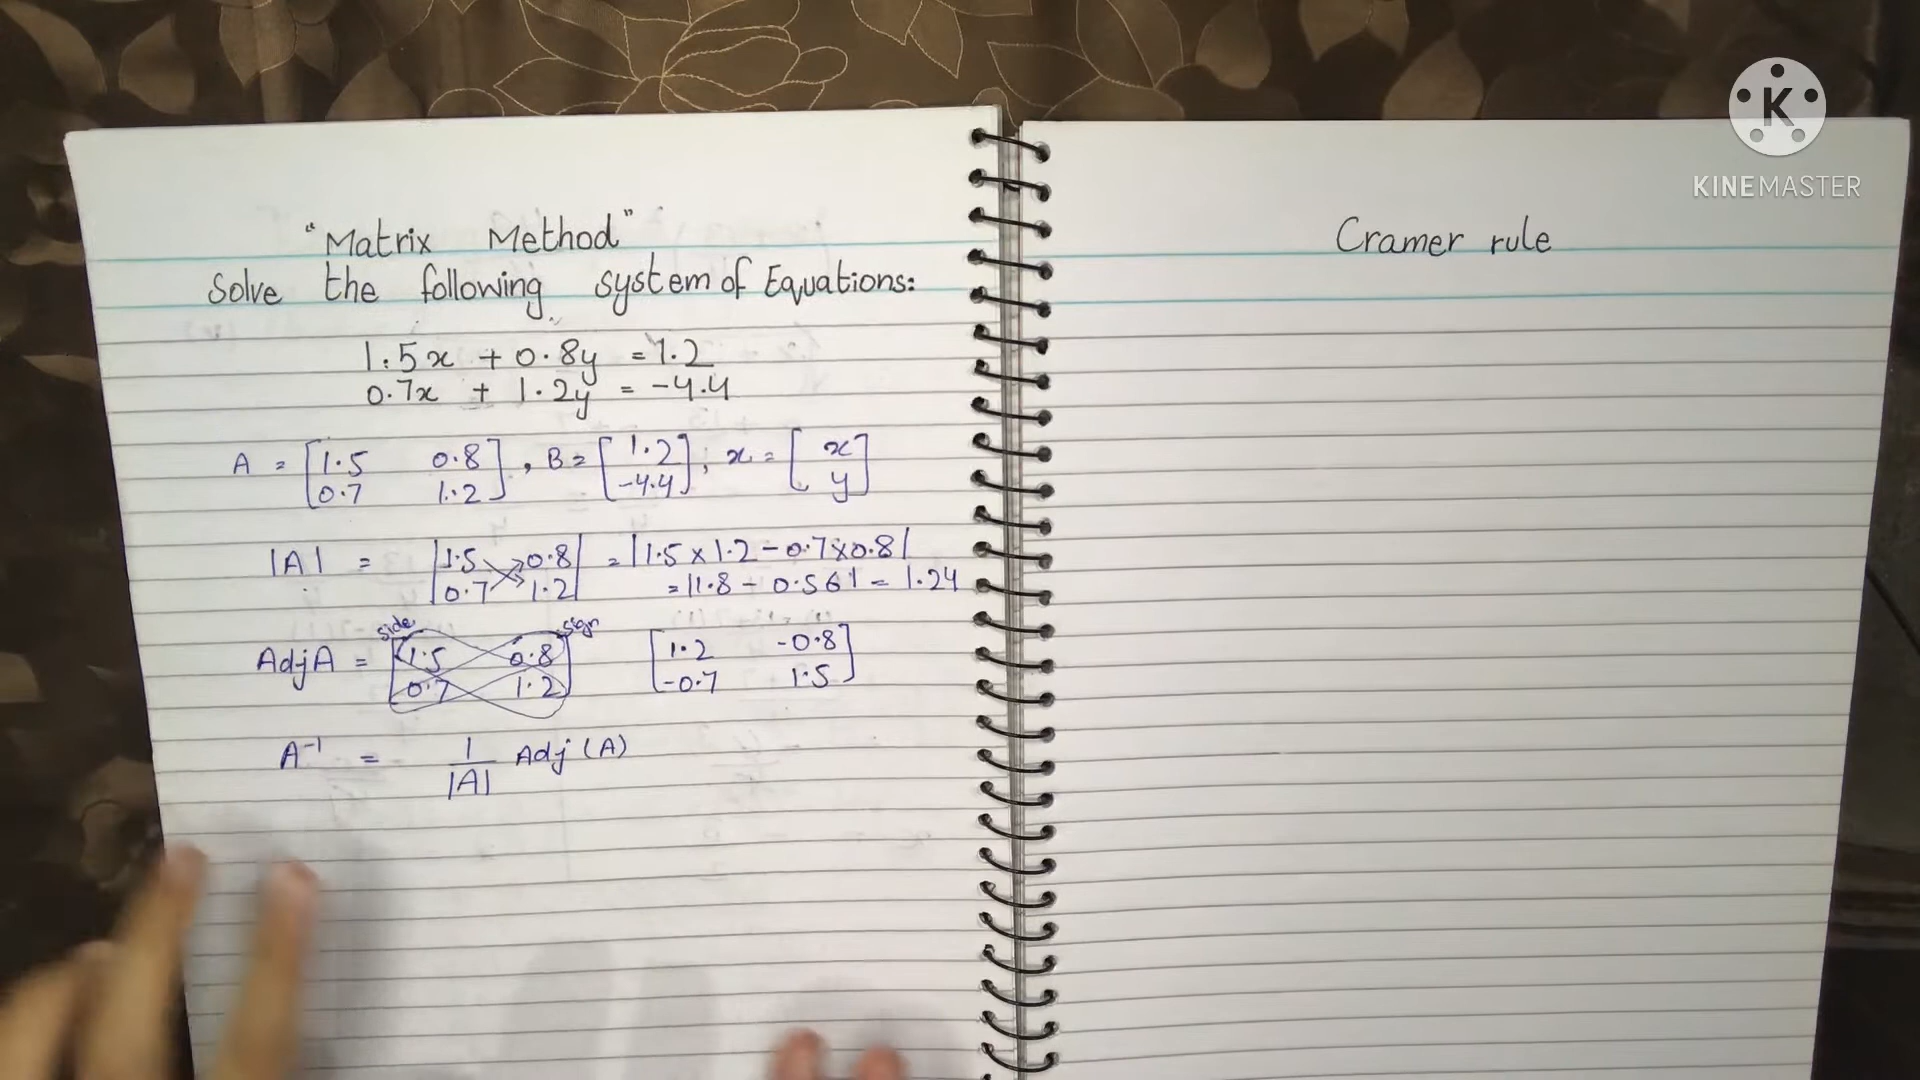 "Matrix Method"
Solve the following system of Equations:
1.5x + 0.8y = 1.2
0.7x + 1.2y = -4.4
A = [1.5 0.8
0.7 1.2], B = [1.2
-4.4]; x = [x
y]
|A| = |1.5 0.8
0.7 1.2| = |1.5 x 1.2 - 0.7 x 0.8|
= |1.8 - 0.56| = 1.24
side sign
AdjA = [1.5 0.8
0.7 1.2] [1.2 -0.8
-0.7 1.5]
A⁻¹ = 1/|A| Adj (A)
Cramer rule
K
KINEMASTER